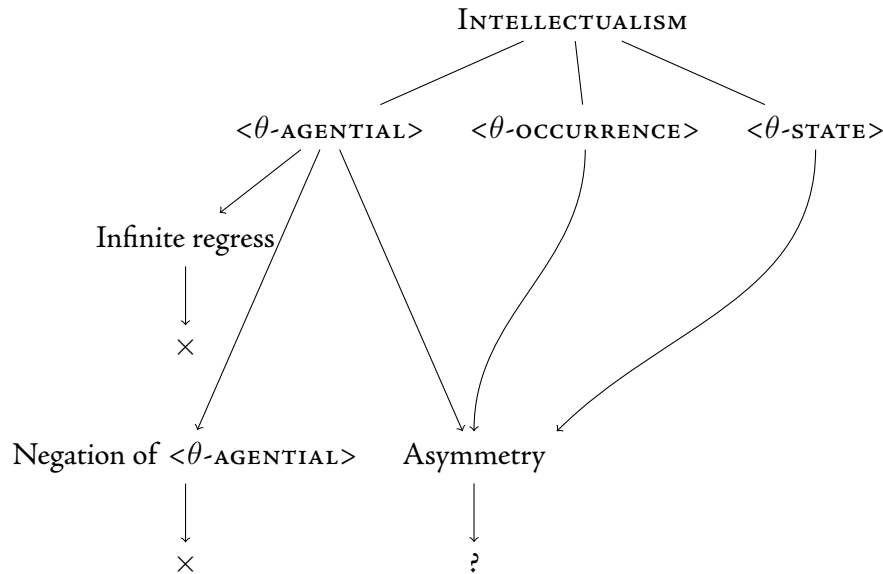 INTELLECTUALISM
<θ-AGENTIAL> <θ-OCCURRENCE> <θ-STATE>
Infinite regress
×
Negation of <θ-AGENTIAL> Asymmetry
× ?